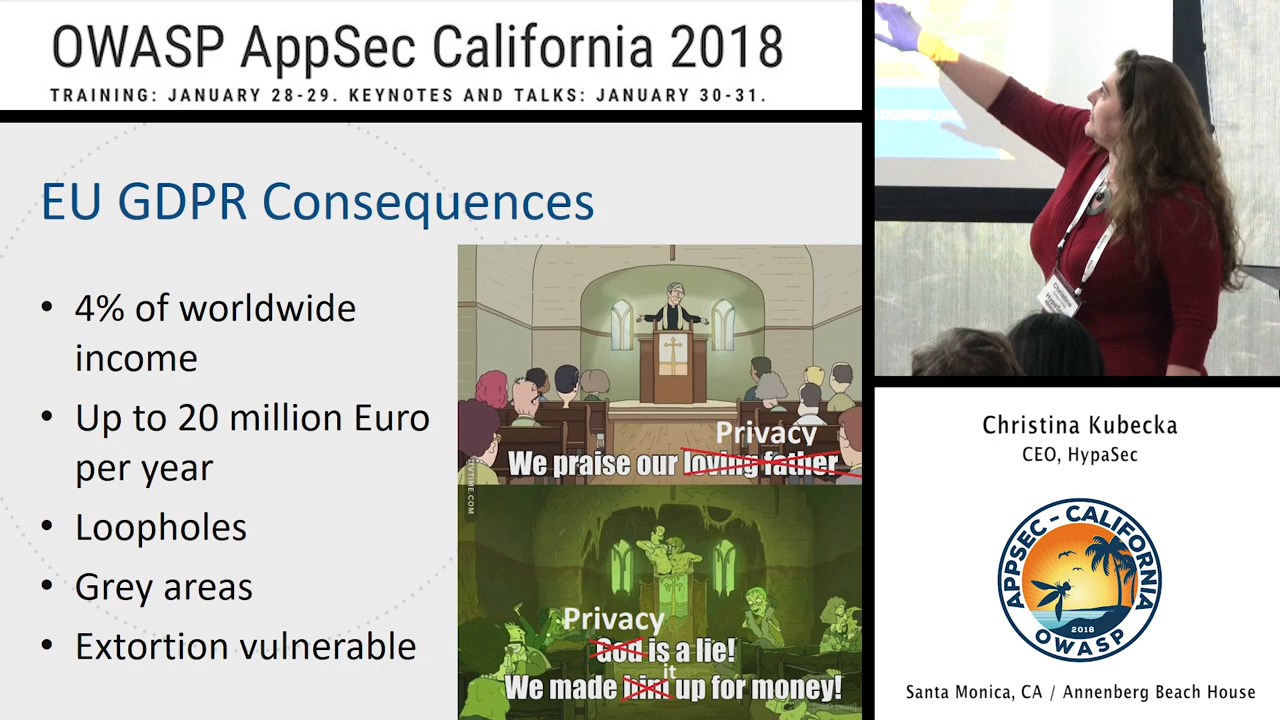 OWASP AppSec California 2018
TRAINING: JANUARY 28-29. KEYNOTES AND TALKS: JANUARY 30-31.
EU GDPR Consequences
• 4% of worldwide
income
• Up to 20 million Euro
per year
• Loopholes
• Grey areas
• Extortion vulnerable
Privacy
We praise our loving father
Privacy
God is a lie!
it
We made him up for money!
Christina
HypaSec
Christina Kubecka
CEO, HypaSec
APPSEC - CALIFORNIA
2018
OWASP
Santa Monica, CA / Annenberg Beach House